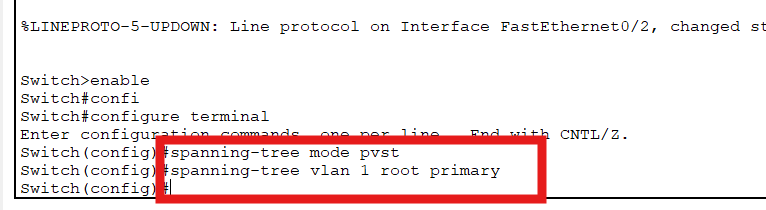 %LINEPROTO-5-UPDOWN: Line protocol on Interface FastEthernet0/2, changed st
Switch>enable
Switch#confi
Switch#configure terminal
Enter configuration commands, one per line. End with CNTL/Z.
Switch(config)#spanning-tree mode pvst
Switch(config)#spanning-tree vlan 1 root primary
Switch(config)#